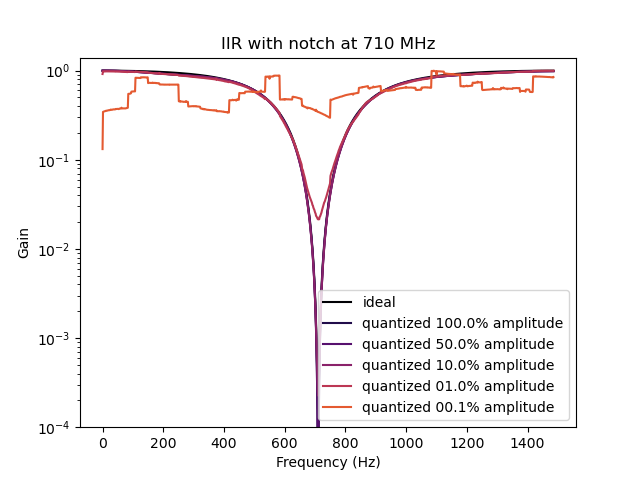 IIR with notch at 710 MHz
10⁰
10⁻¹
10⁻²
10⁻³
10⁻⁴
Gain
ideal
quantized 100.0% amplitude
quantized 50.0% amplitude
quantized 10.0% amplitude
quantized 01.0% amplitude
quantized 00.1% amplitude
0 200 400 600 800 1000 1200 1400
Frequency (Hz)